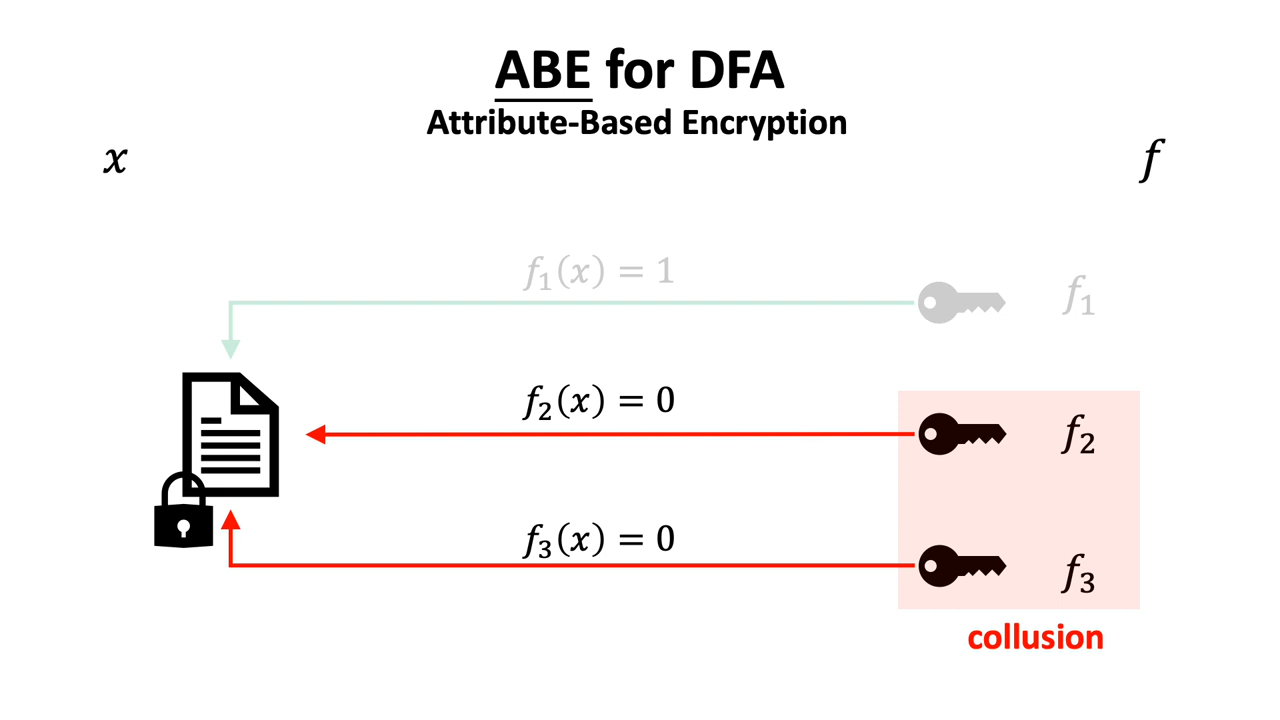 ABE for DFA
Attribute-Based Encryption
x
f
f₁(x) = 1
f₁
f₂(x) = 0
f₂
f₃(x) = 0
f₃
collusion